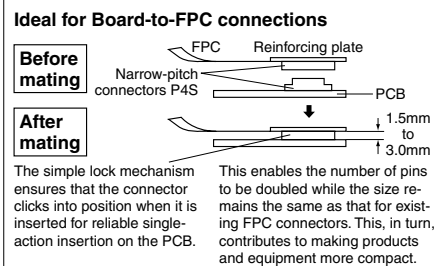 Ideal for Board-to-FPC connections
Before
mating
FPC
Reinforcing plate
Narrow-pitch
connectors P4S
PCB
After
mating
1.5mm
to
3.0mm
The simple lock mechanism
ensures that the connector
clicks into position when it is
inserted for reliable single-
action insertion on the PCB.
This enables the number of pins
to be doubled while the size re-
mains the same as that for exist-
ing FPC connectors. This, in turn,
contributes to making products
and equipment more compact.